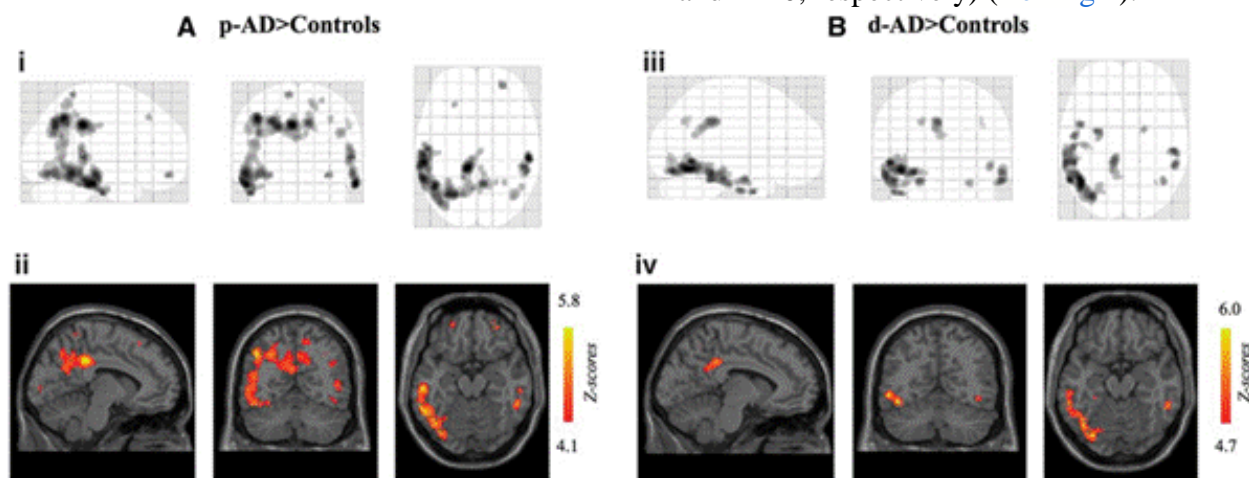 A p-AD>Controls
B d-AD>Controls
i
iii
ii
5.8
Z-scores
4.1
iv
6.0
Z-scores
4.7